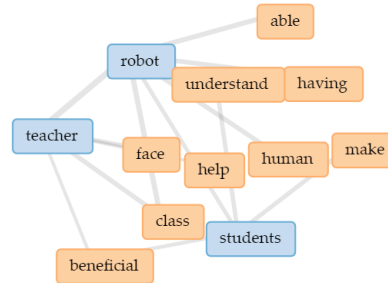 able
robot
understand
having
teacher
face
help
human
make
class
students
beneficial